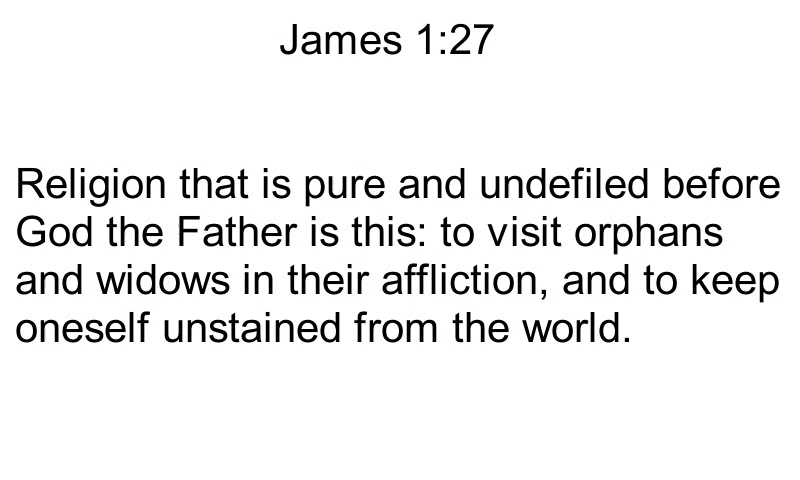 James 1:27
Religion that is pure and undefiled before
God the Father is this: to visit orphans
and widows in their affliction, and to keep
oneself unstained from the world.